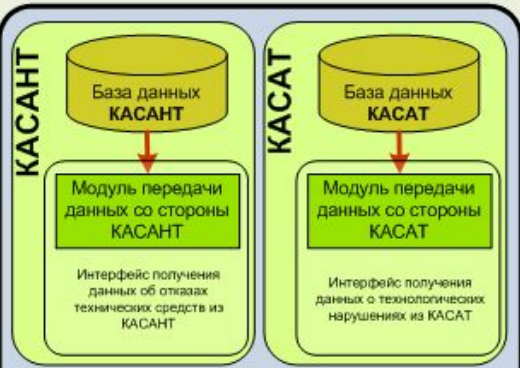 КАСАНТ
База данных
КАСАНТ
Модуль передачи
данных со стороны
КАСАНТ
Интерфейс получения
данных об отказах
технических средств из
КАСАНТ
КАСАТ
База данных
КАСАТ
Модуль передачи
данных со стороны
КАСАТ
Интерфейс получения
данных о технологических
нарушениях из КАСАТ